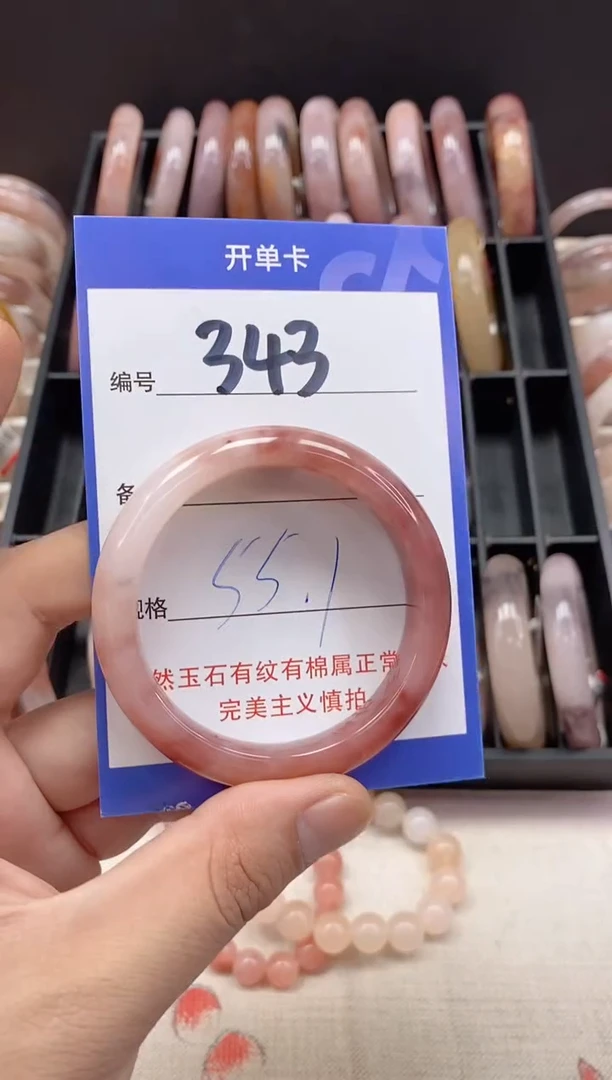 开单卡
编号 343
备
格 55.1
然玉石有纹有棉属正常
完美主义慎拍